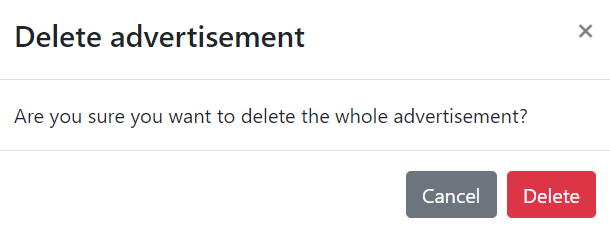 Delete advertisement ×
Are you sure you want to delete the whole advertisement?
Cancel Delete